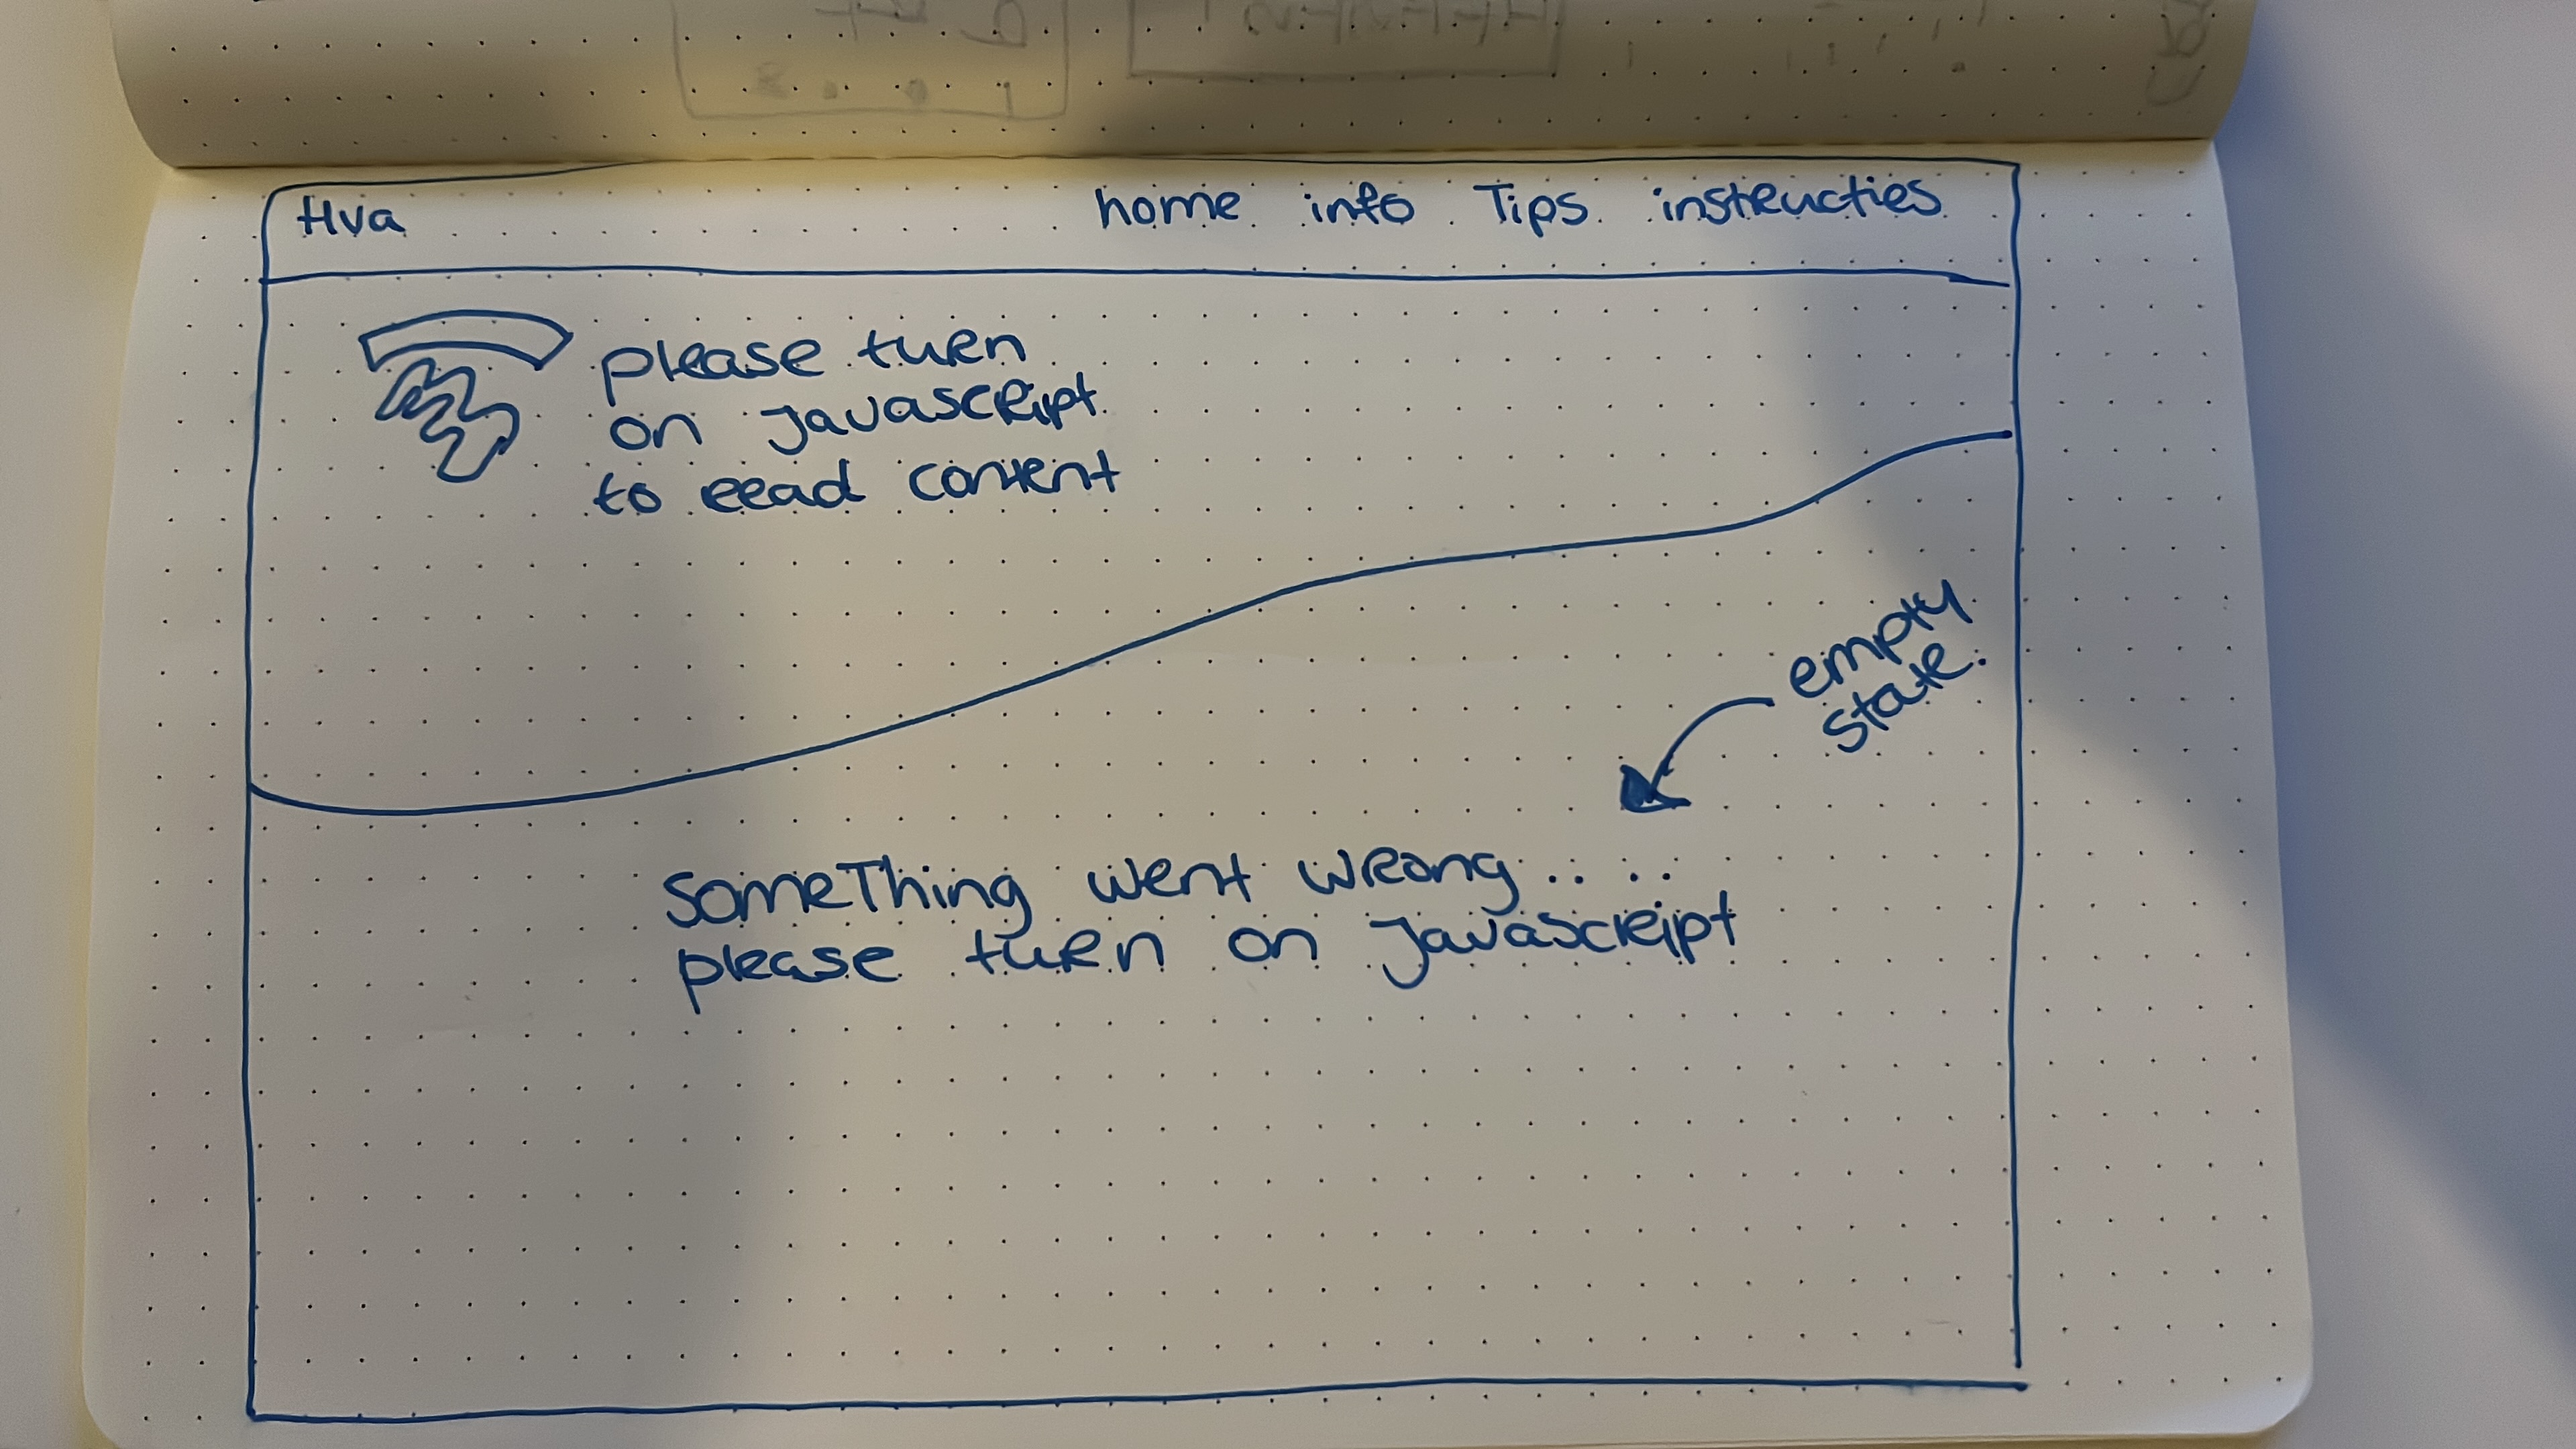 Hva home info Tips instructies
please turn
on Javascript
to read content
empty
state.
SomeThing went wrong....
please turn on Javascript